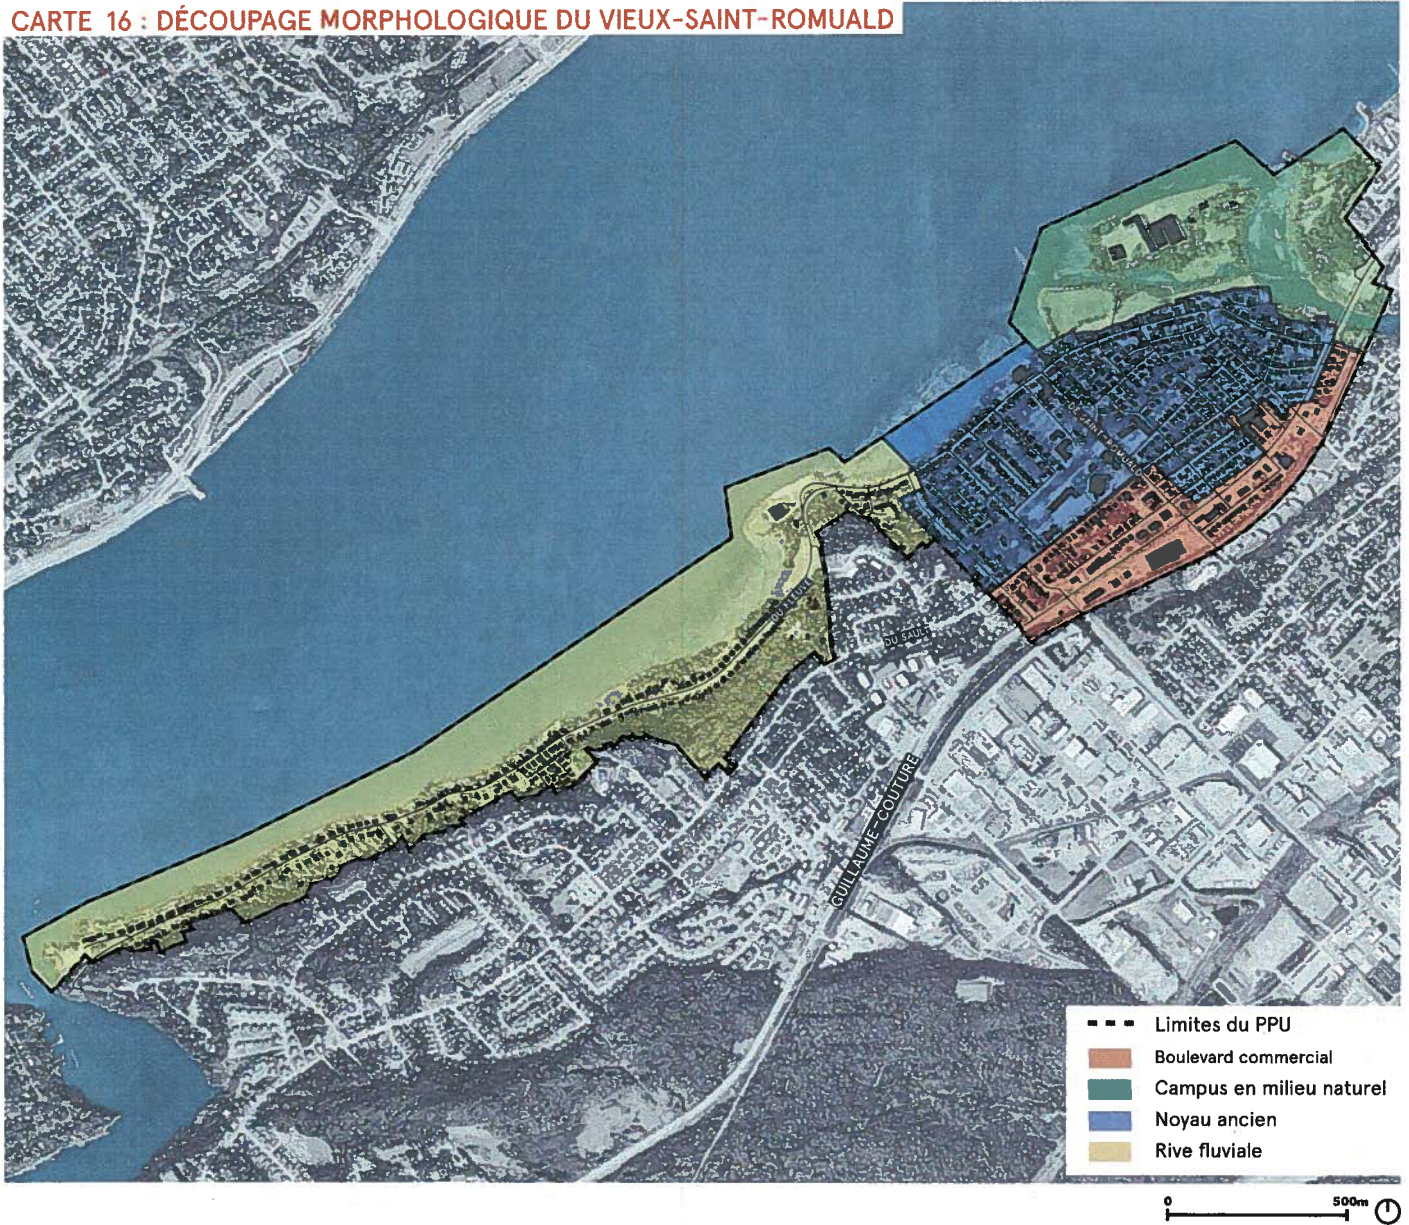 CARTE 16 : DÉCOUPAGE MORPHOLOGIQUE DU VIEUX-SAINT-ROMUALD
DU SAULT
GUILLAUME-COUTURE
Limites du PPU
Boulevard commercial
Campus en milieu naturel
Noyau ancien
Rive fluviale
0 500m